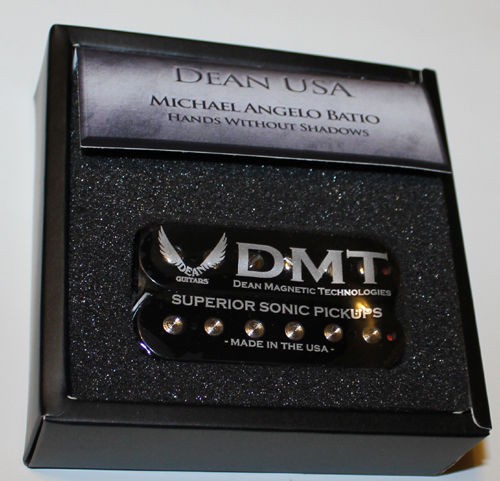 DEAN USA
MICHAEL ANGELO BATIO
HANDS WITHOUT SHADOWS
DEAN
GUITARS
DMT
DEAN MAGNETIC TECHNOLOGIES
SUPERIOR SONIC PICKUPS
- MADE IN THE USA -